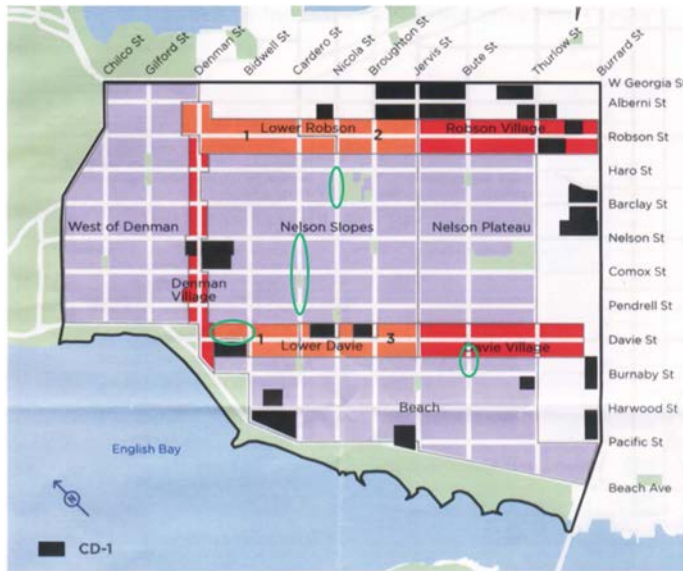 Chilco St
Gilford St
Denman St
Bidwell St
Cardero St
Nicola St
Broughton St
Jervis St
Bute St
Thurlow St
Burrard St
W Georgia St
Alberni St
Lower Robson
Robson Village
1
2
Robson St
Haro St
Barclay St
West of Denman
Nelson Slopes
Nelson Plateau
Nelson St
Comox St
Denman
Village
Pendrell St
1
3
Davie St
Lower Davie
Davie Village
Burnaby St
Beach
Harwood St
Pacific St
English Bay
Beach Ave
CD-1